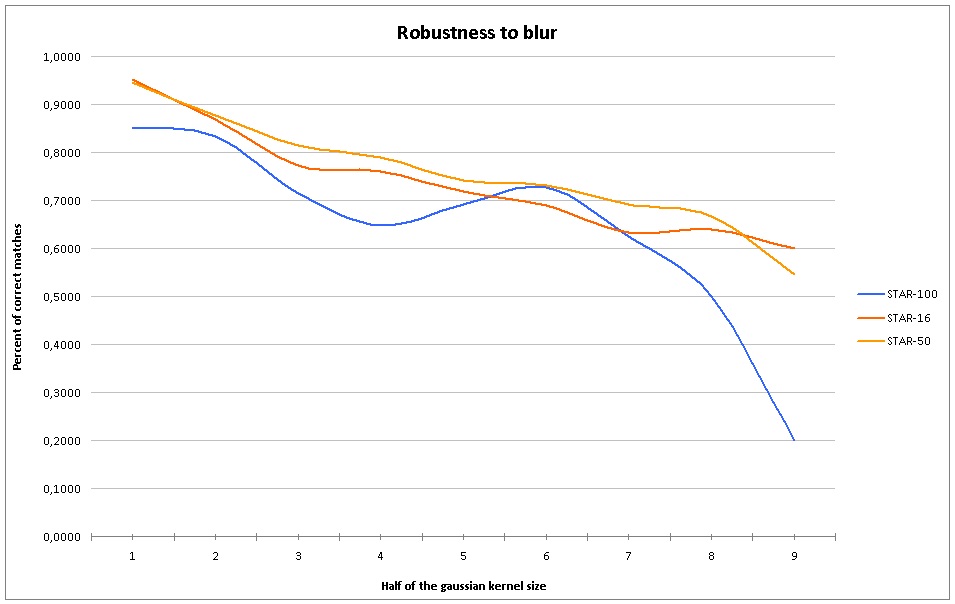 Robustness to blur
Percent of correct matches
1,0000
0,9000
0,8000
0,7000
0,6000
0,5000
0,4000
0,3000
0,2000
0,1000
0,0000
1 2 3 4 5 6 7 8 9
Half of the gaussian kernel size
STAR-100
STAR-16
STAR-50